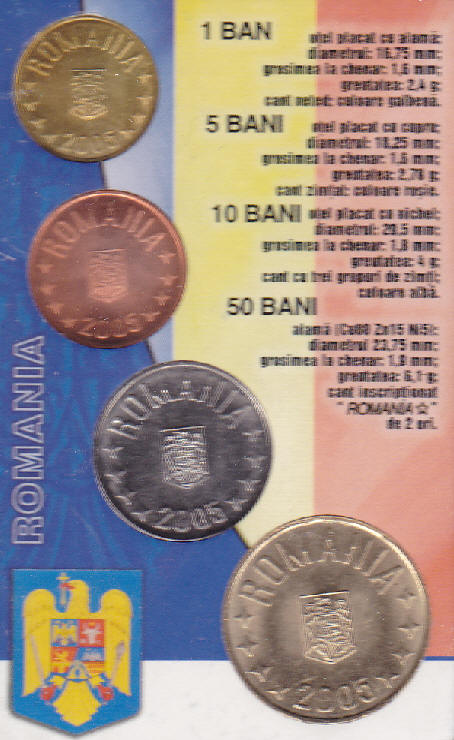 1 BAN oțel placat cu alamă;
diametrul: 16,75 mm;
grosimea la chenar: 1,6 mm;
greutatea: 2,4 g;
cant neted; culoare galbenă.
5 BANI oțel placat cu cupru;
diametrul: 18,25 mm;
grosimea la chenar: 1,6 mm;
greutatea: 2,78 g;
cant zimțat; culoare roșie.
10 BANI oțel placat cu nichel;
diametrul: 20,5 mm;
grosimea la chenar: 1,8 mm;
greutatea: 4 g;
cant cu trei grupuri de zimți;
culoare albă.
50 BANI
alamă (Cu80 Zn15 Ni5);
diametrul 23,75 mm;
grosimea la chenar: 1,9 mm;
greutatea: 6,1 g;
cant inscripționat
"ROMANIA☆"
de 2 ori.
ROMÂNIA
2005
ROMÂNIA
2005
ROMÂNIA
2005
ROMÂNIA
2005
ROMANIA